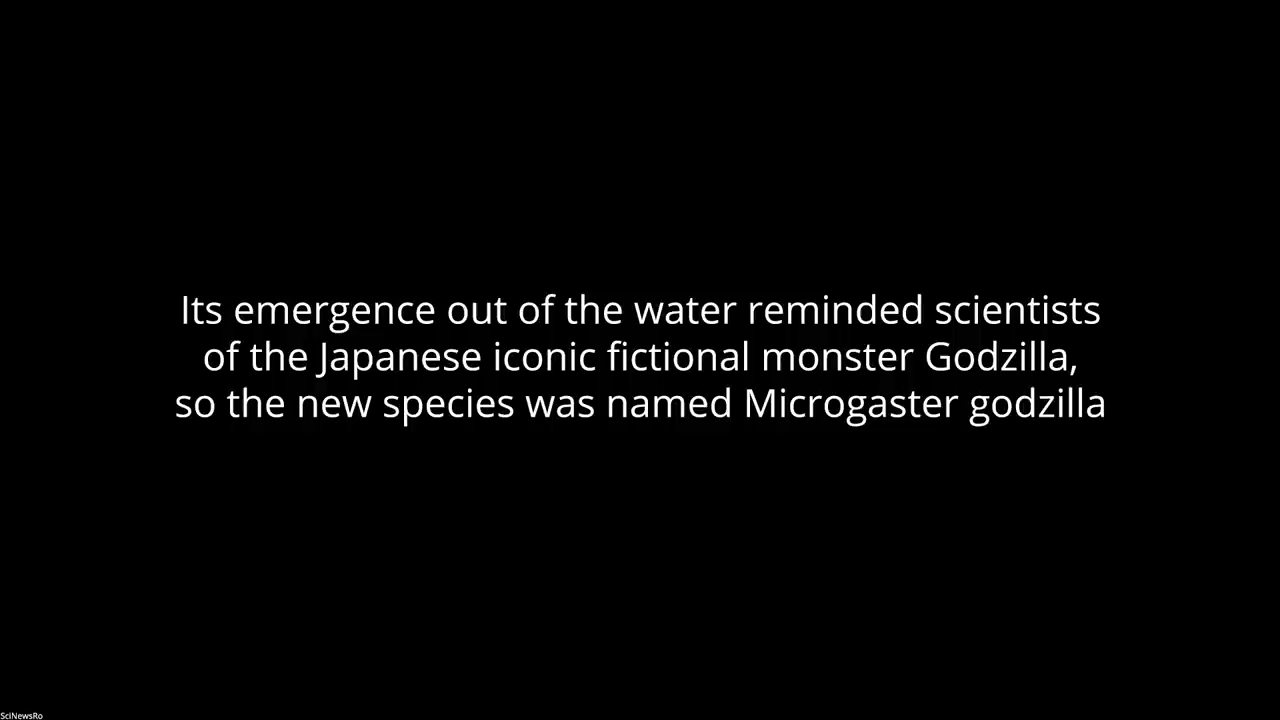 Its emergence out of the water reminded scientists
of the Japanese iconic fictional monster Godzilla,
so the new species was named Microgaster godzilla
SciNewsRo